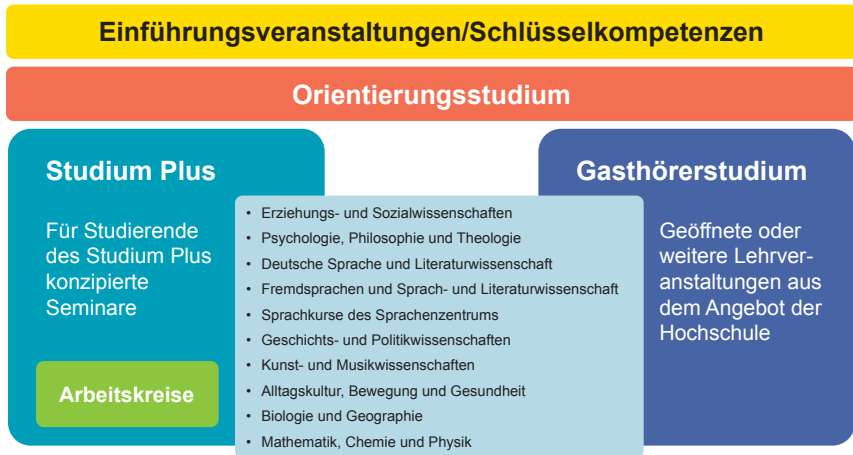 Einführungsveranstaltungen/Schlüsselkompetenzen
Orientierungsstudium
Studium Plus
Für Studierende
des Studium Plus
konzipierte
Seminare
Arbeitskreise
• Erziehungs- und Sozialwissenschaften
• Psychologie, Philosophie und Theologie
• Deutsche Sprache und Literaturwissenschaft
• Fremdsprachen und Sprach- und Literaturwissenschaft
• Sprachkurse des Sprachenzentrums
• Geschichts- und Politikwissenschaften
• Kunst- und Musikwissenschaften
• Alltagskultur, Bewegung und Gesundheit
• Biologie und Geographie
• Mathematik, Chemie und Physik
Gasthörerstudium
Geöffnete oder
weitere Lehrver-
anstaltungen aus
dem Angebot der
Hochschule